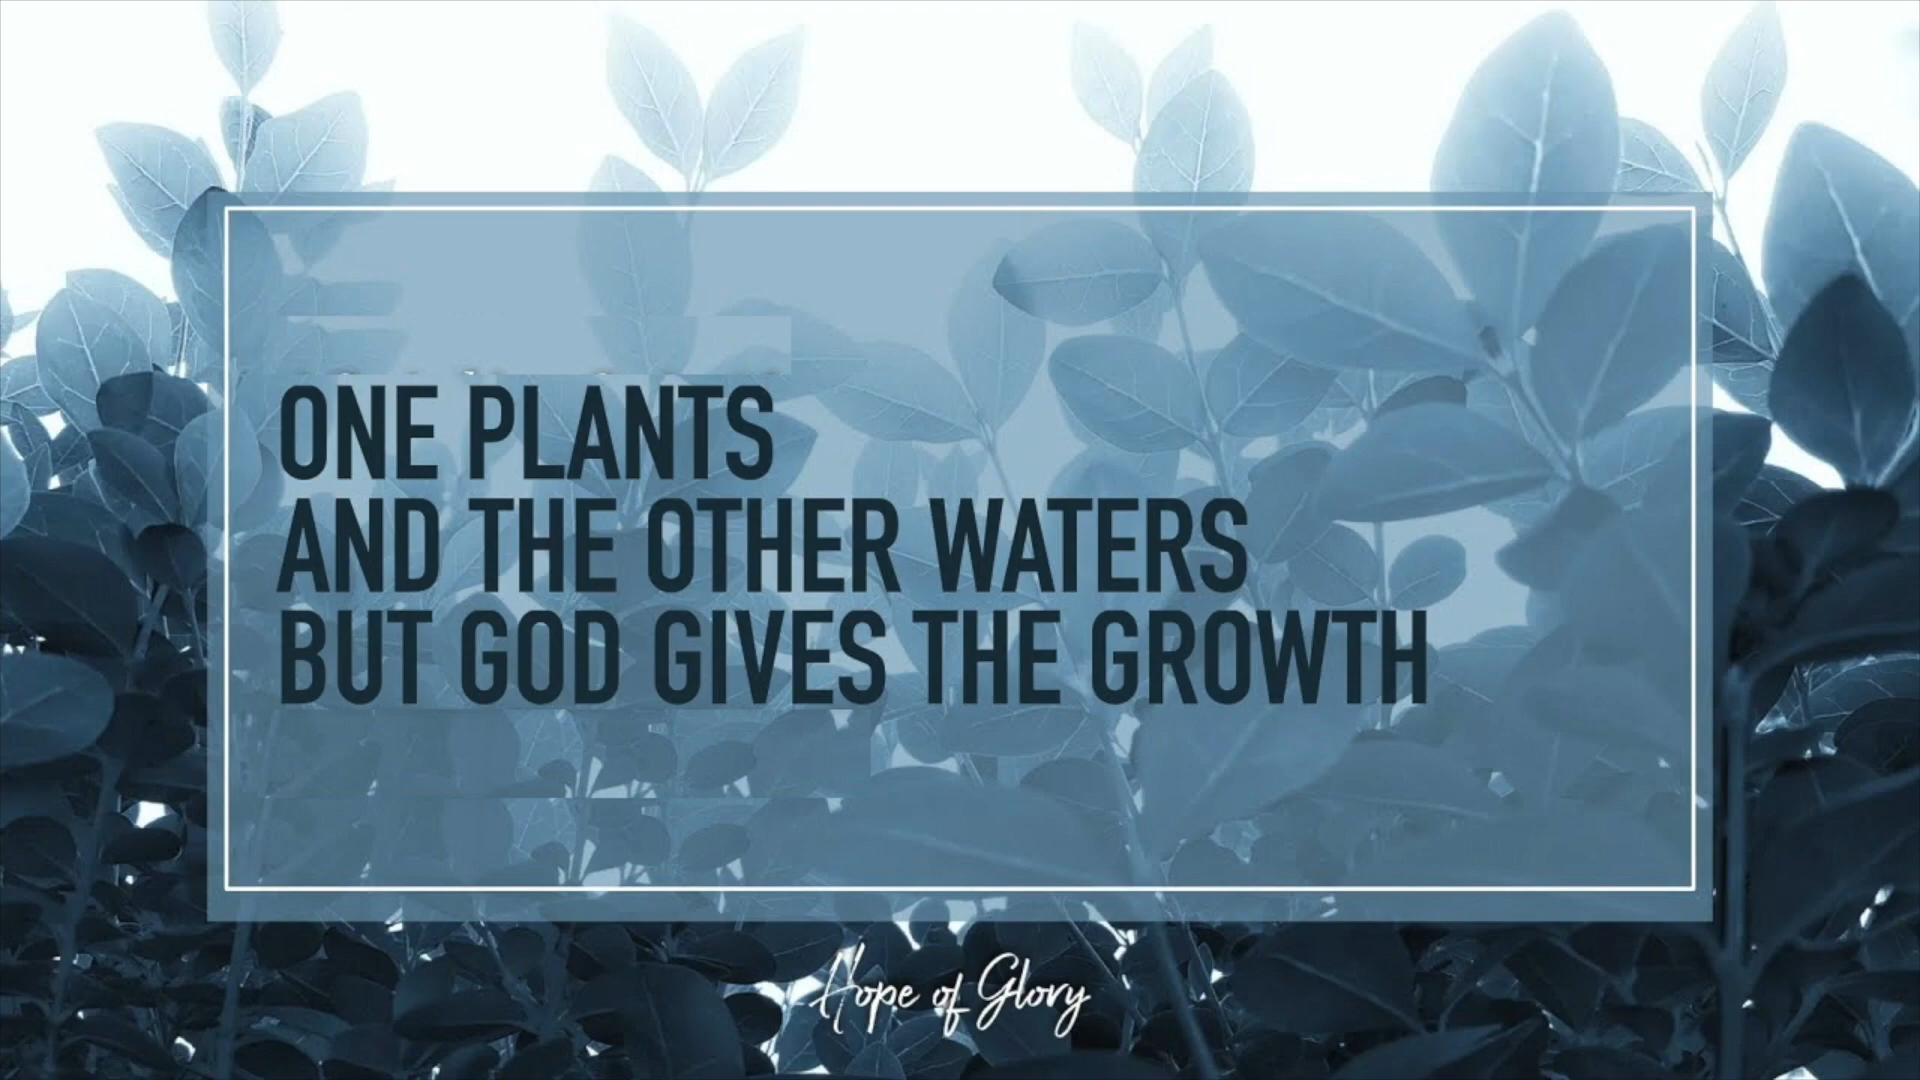 ONE PLANTS
AND THE OTHER WATERS
BUT GOD GIVES THE GROWTH
Hope of Glory